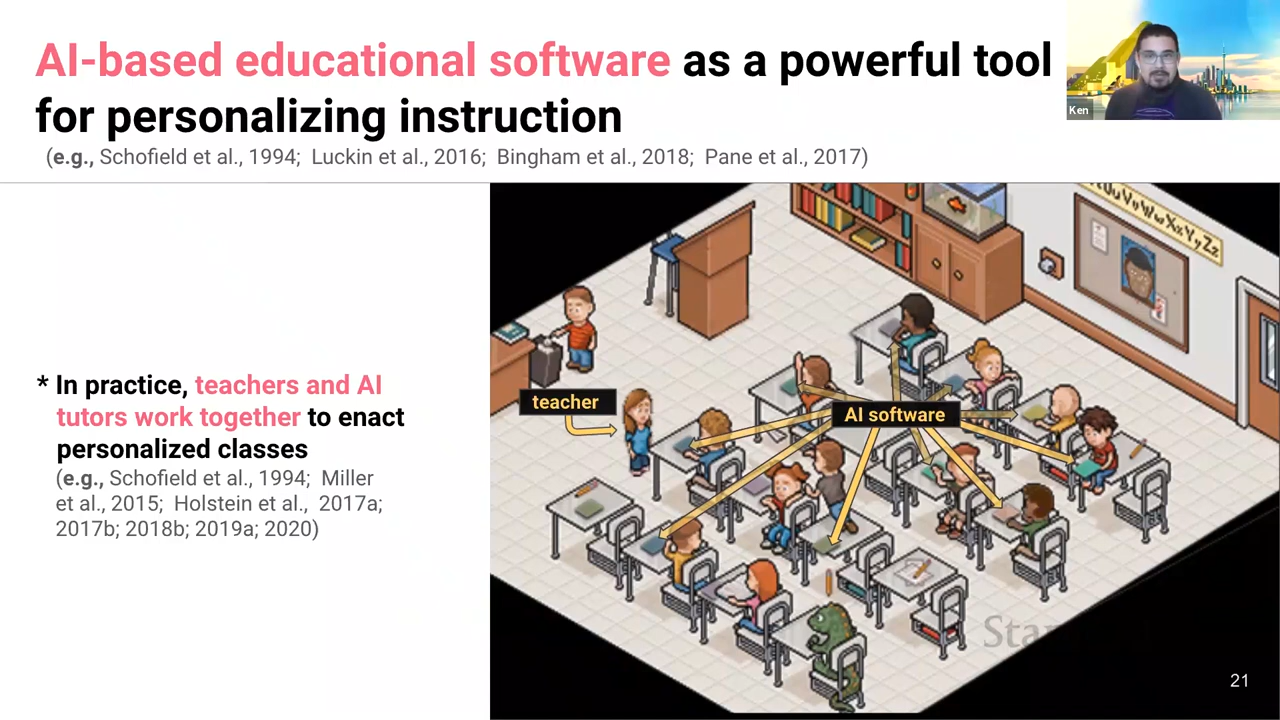 AI-based educational software as a powerful tool
for personalizing instruction
(e.g., Schofield et al., 1994; Luckin et al., 2016; Bingham et al., 2018; Pane et al., 2017)
Ken
* In practice, teachers and AI
tutors work together to enact
personalized classes
(e.g., Schofield et al., 1994; Miller
et al., 2015; Holstein et al., 2017a;
2017b; 2018b; 2019a; 2020)
teacher
AI software
21